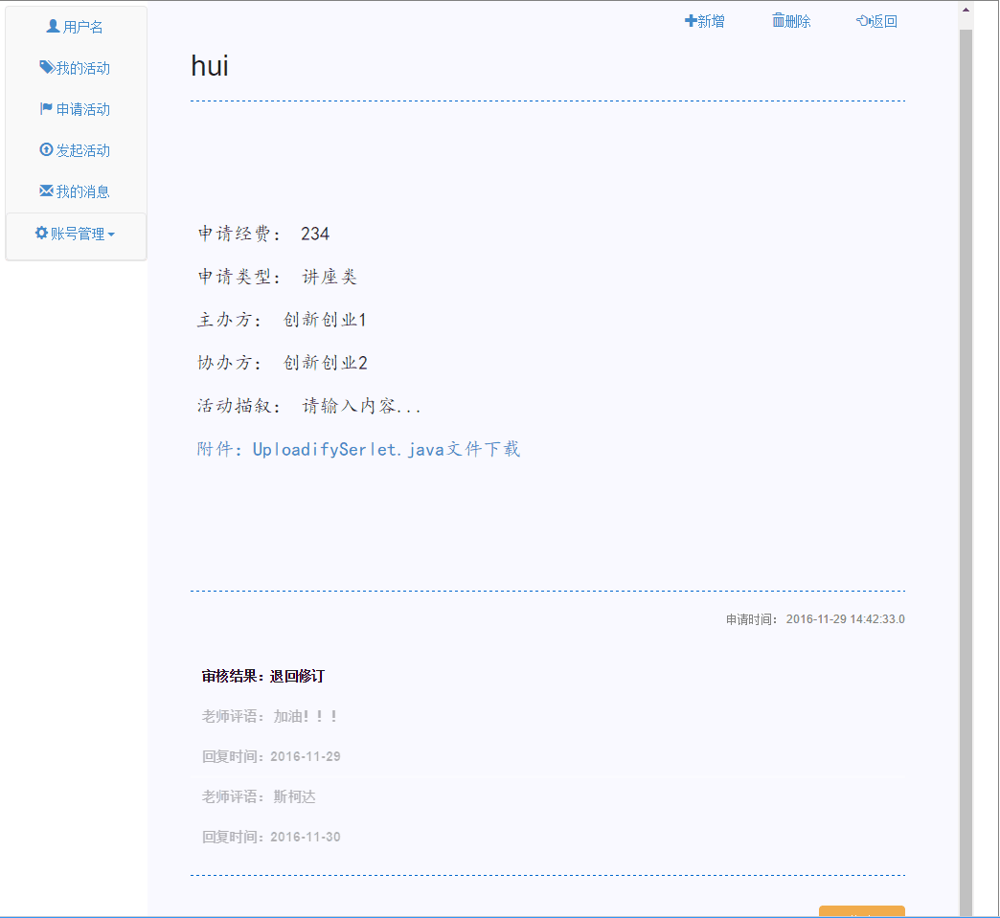 用户名
我的活动
申请活动
发起活动
我的消息
账号管理
新增 删除 返回
hui
申请经费： 234
申请类型： 讲座类
主办方： 创新创业1
协办方： 创新创业2
活动描叙： 请输入内容...
附件：UploadifySerlet.java文件下载
申请时间： 2016-11-29 14:42:33.0
审核结果：退回修订
老师评语： 加油！！！
回复时间：2016-11-29
老师评语： 斯柯达
回复时间：2016-11-30